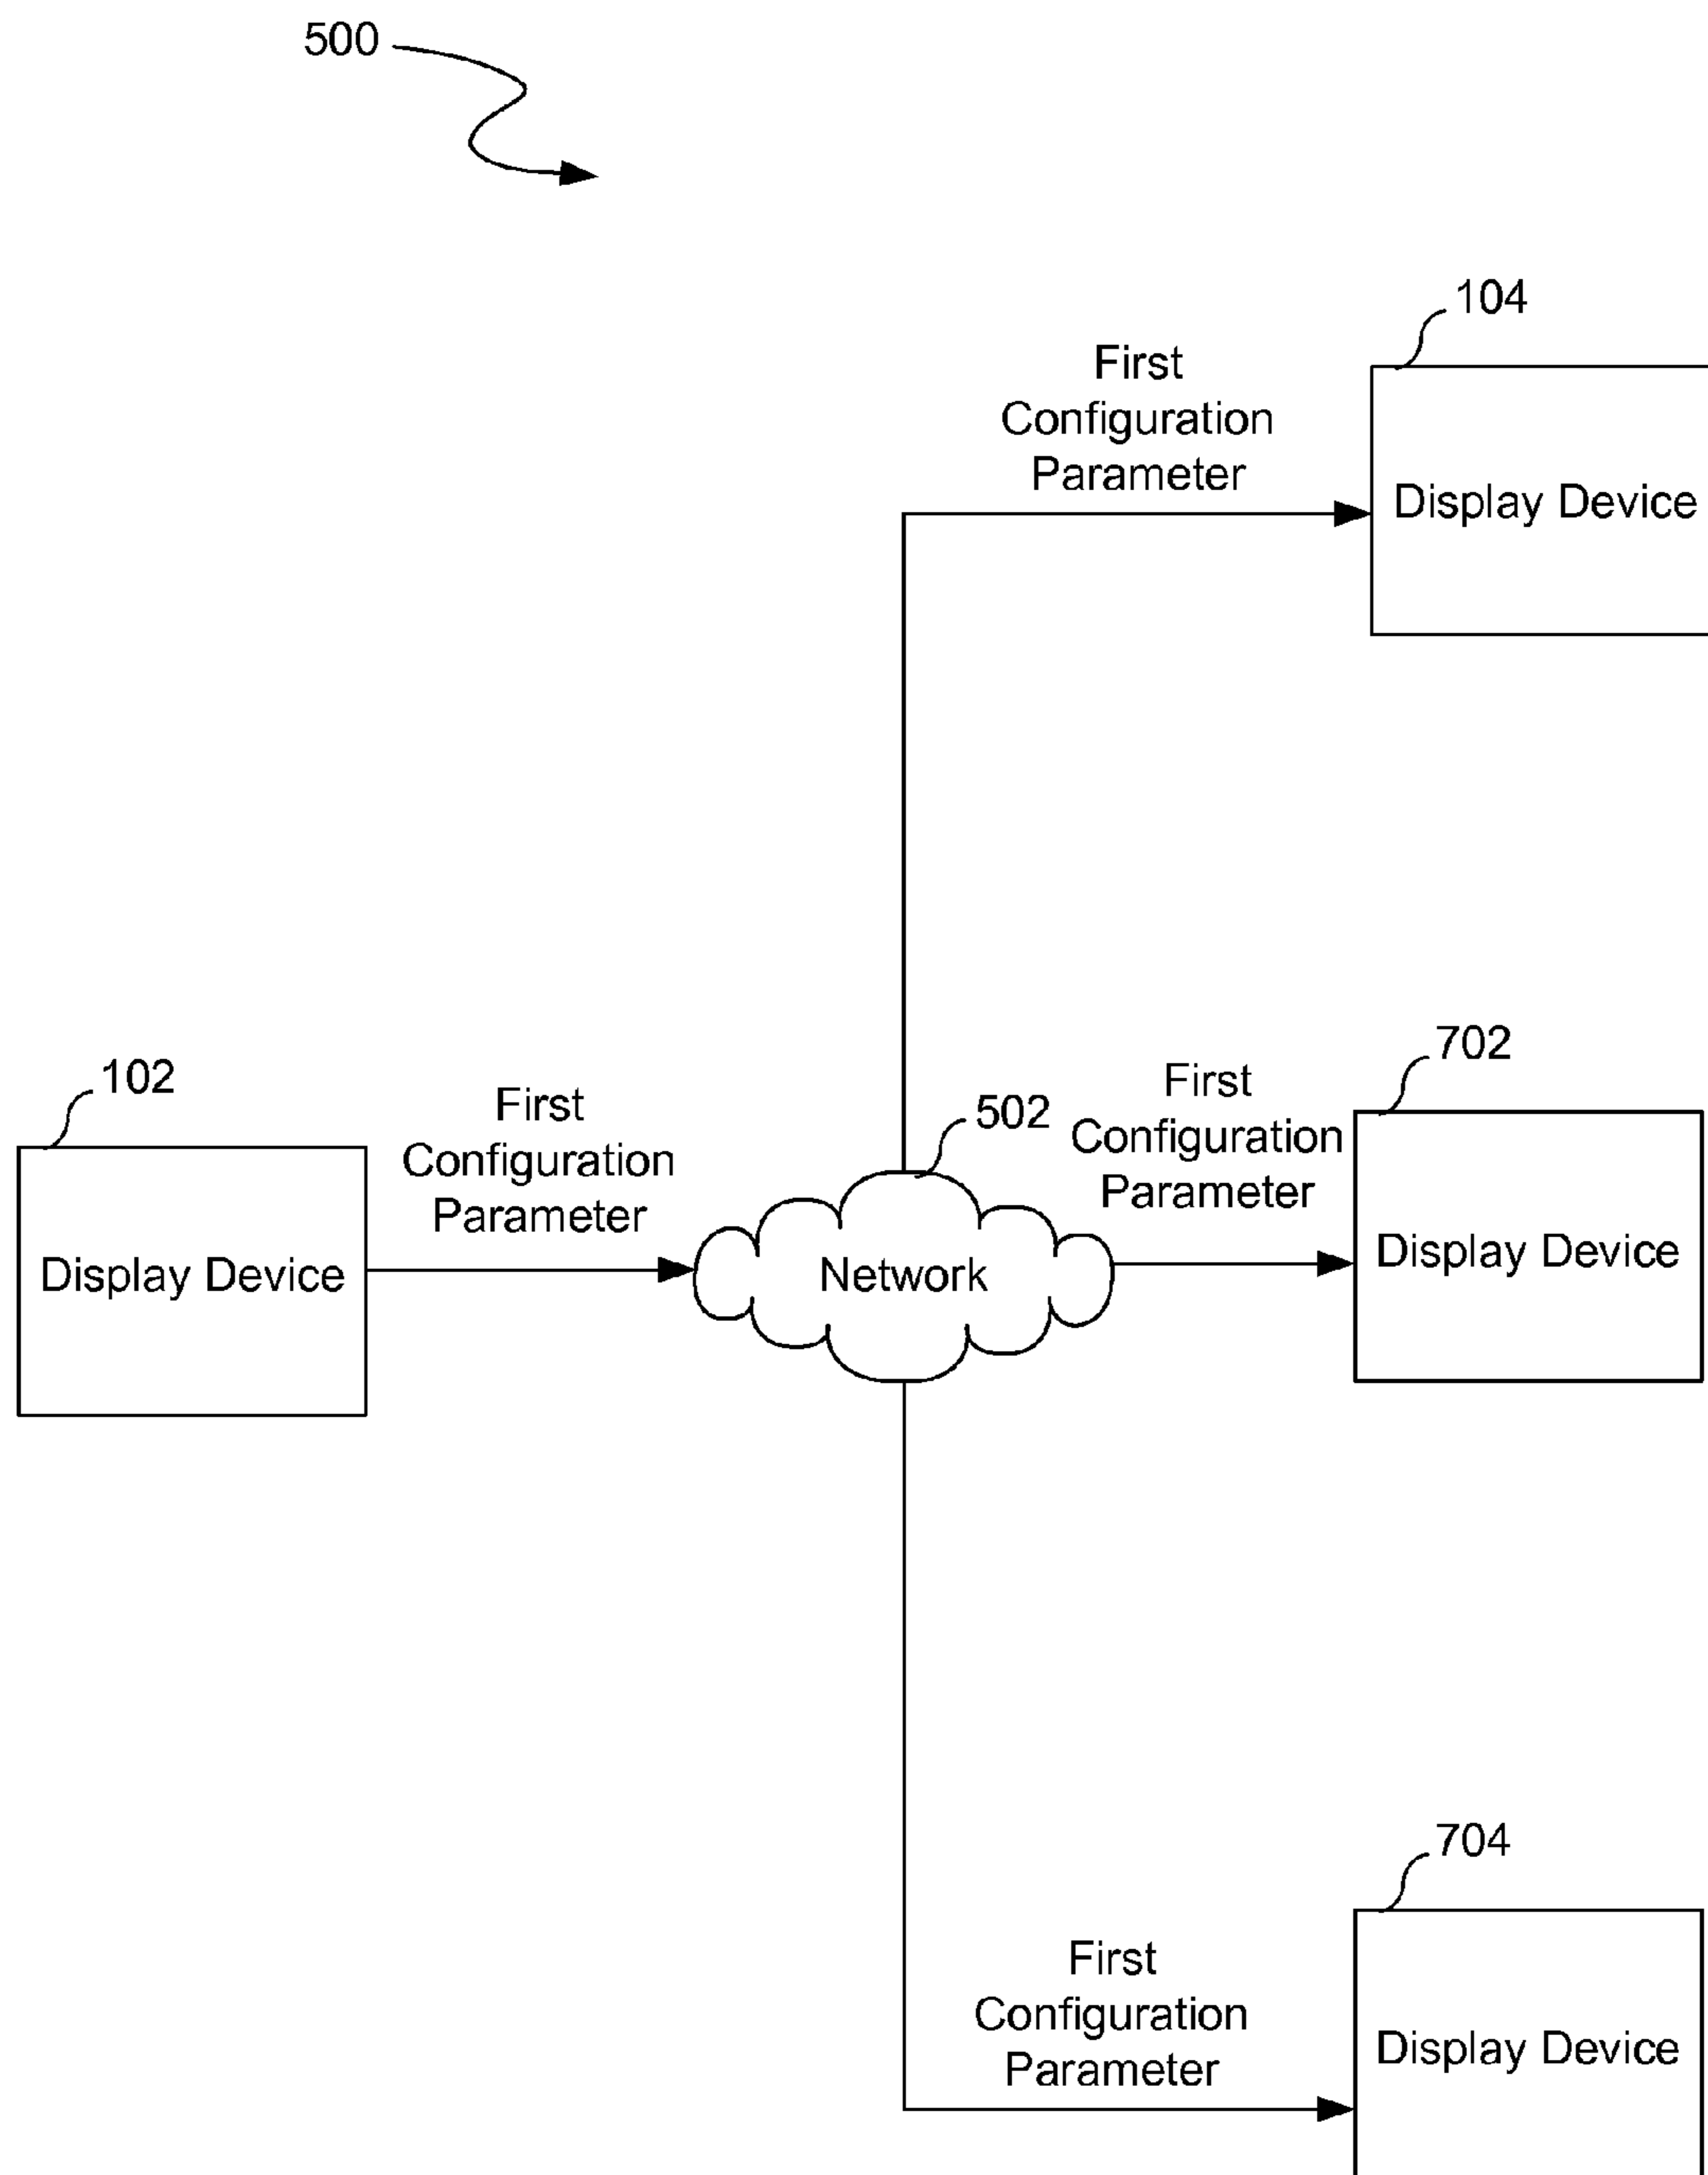 500
104
First
Configuration
Parameter
Display Device
702
First
Configuration
Parameter
Display Device
102
First
Configuration
Parameter
Display Device
502
Network
704
First
Configuration
Parameter
Display Device